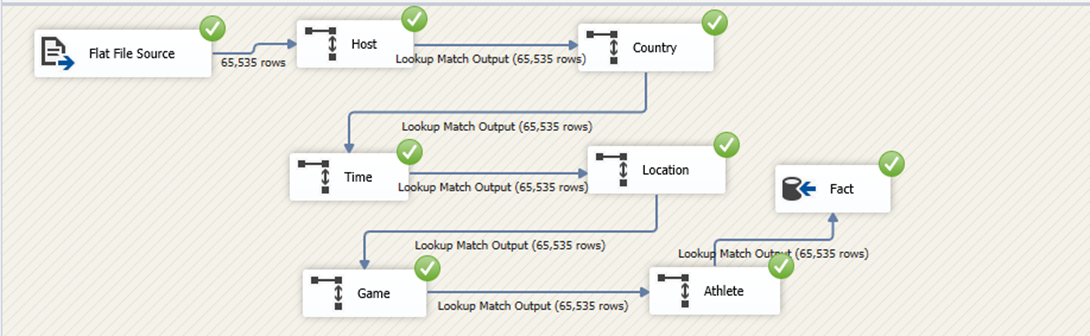 Flat File Source
65,535 rows
Host
Lookup Match Output (65,535 rows)
Country
Lookup Match Output (65,535 rows)
Time
Lookup Match Output (65,535 rows)
Location
Lookup Match Output (65,535 rows)
Game
Lookup Match Output (65,535 rows)
Athlete
Lookup Match Output (65,535 rows)
Fact